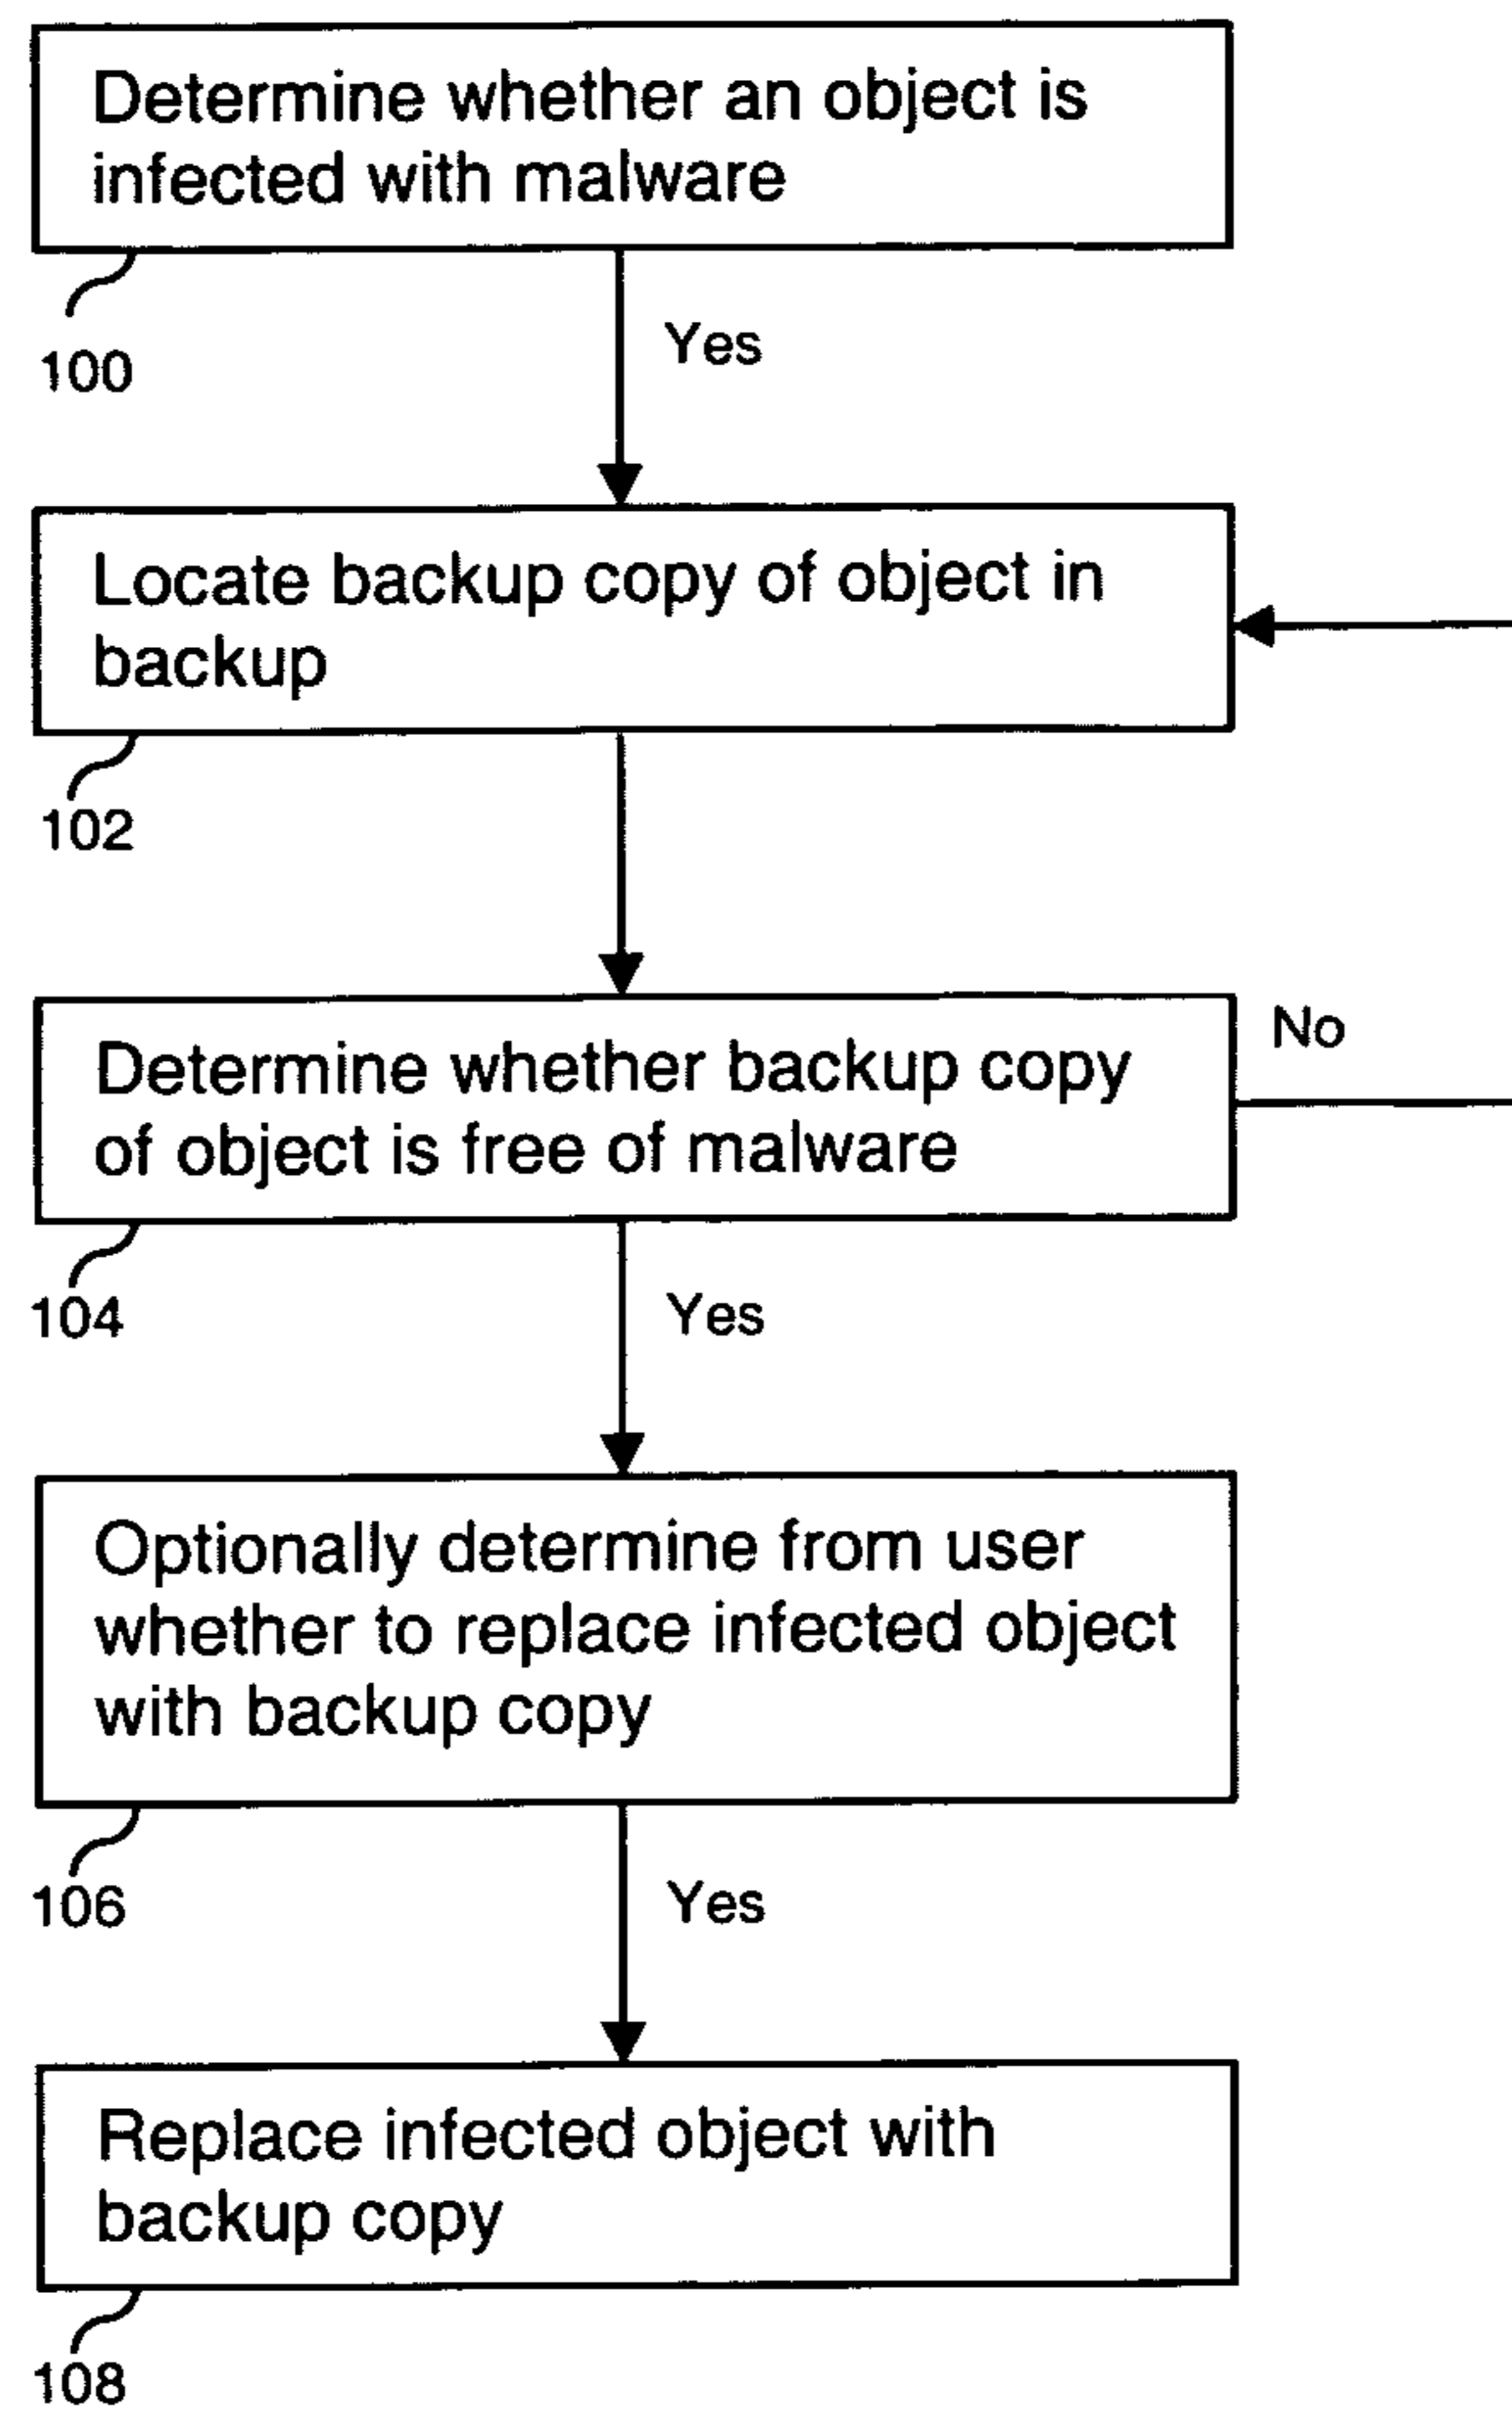 Determine whether an object is
infected with malware
100
Yes
Locate backup copy of object in
backup
102
Determine whether backup copy
of object is free of malware
No
104
Yes
Optionally determine from user
whether to replace infected object
with backup copy
106
Yes
Replace infected object with
backup copy
108